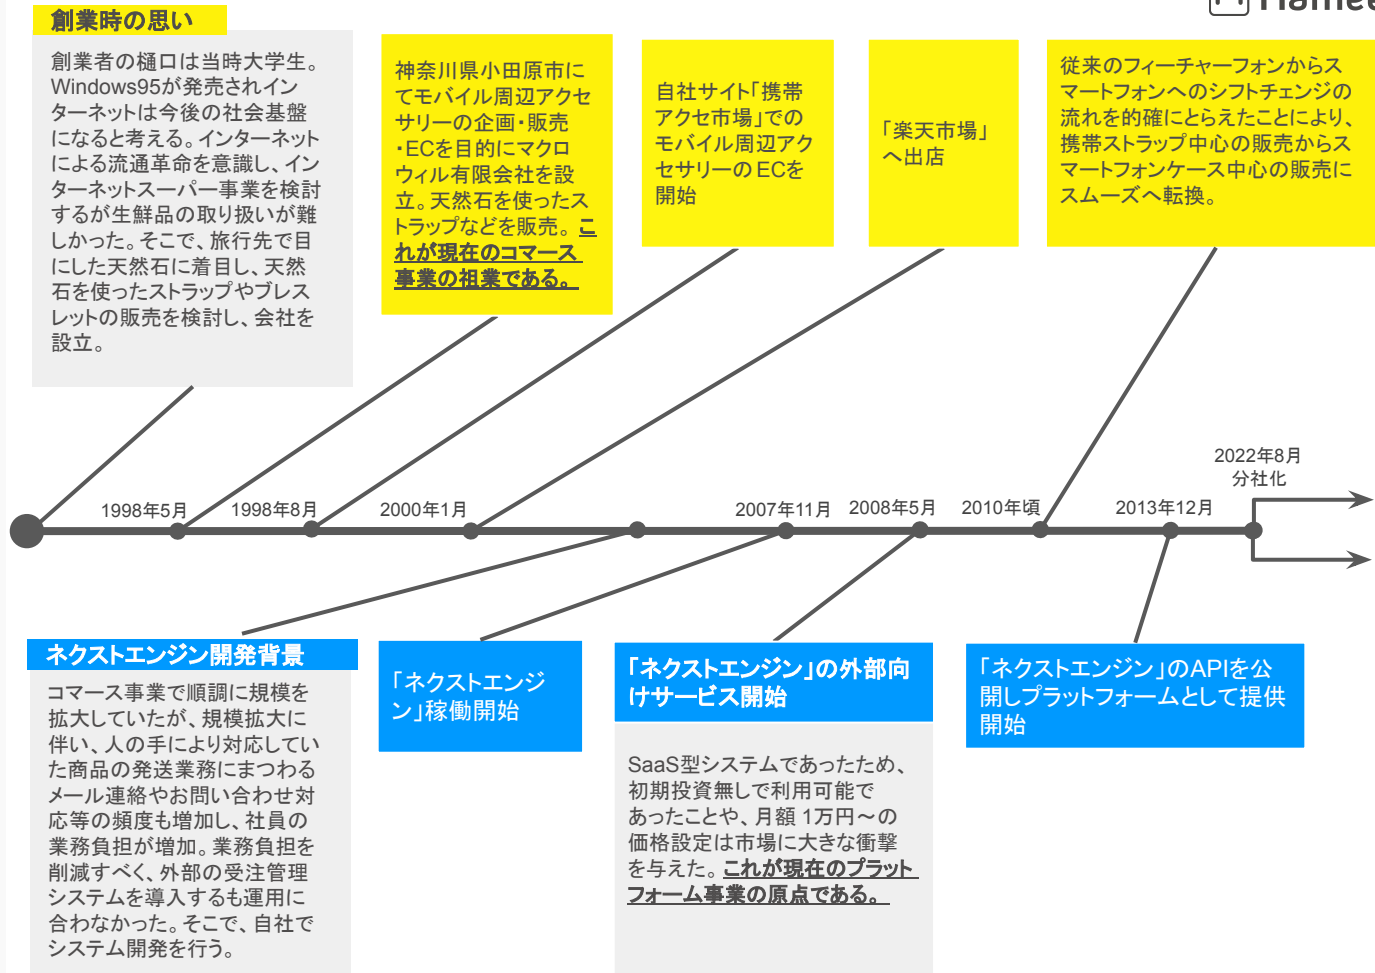 Hamee
創業時の思い
創業者の樋口は当時大学生。
Windows95が発売されイン
ターネットは今後の社会基盤
になると考える。インターネット
による流通革命を意識し、イン
ターネットスーパー事業を検討
するが生鮮品の取り扱いが難
しかった。そこで、旅行先で目
にした天然石に着目し、天然
石を使ったストラップやブレス
レットの販売を検討し、会社を
設立。
神奈川県小田原市に
てモバイル周辺アクセ
サリーの企画・販売
・ECを目的にマクロ
ウィル有限会社を設
立。天然石を使ったス
トラップなどを販売。こ
れが現在のコマース
事業の祖業である。
自社サイト「携帯
アクセ市場」での
モバイル周辺アク
セサリーのECを
開始
「楽天市場」
へ出店
従来のフィーチャーフォンからス
マートフォンへのシフトチェンジの
流れを的確にとらえたことにより、
携帯ストラップ中心の販売からス
マートフォンケース中心の販売に
スムーズへ転換。
1998年5月
1998年8月
2000年1月
2007年11月
2008年5月
2010年頃
2013年12月
2022年8月
分社化
ネクストエンジン開発背景
コマース事業で順調に規模を
拡大していたが、規模拡大に
伴い、人の手により対応してい
た商品の発送業務にまつわる
メール連絡やお問い合わせ対
応等の頻度も増加し、社員の
業務負担が増加。業務負担を
削減すべく、外部の受注管理
システムを導入するも運用に
合わなかった。そこで、自社で
システム開発を行う。
「ネクストエンジ
ン」稼働開始
「ネクストエンジン」の外部向
けサービス開始
SaaS型システムであったため、
初期投資無しで利用可能で
あったことや、月額1万円～の
価格設定は市場に大きな衝撃
を与えた。これが現在のプラット
フォーム事業の原点である。
「ネクストエンジン」のAPIを公
開しプラットフォームとして提供
開始